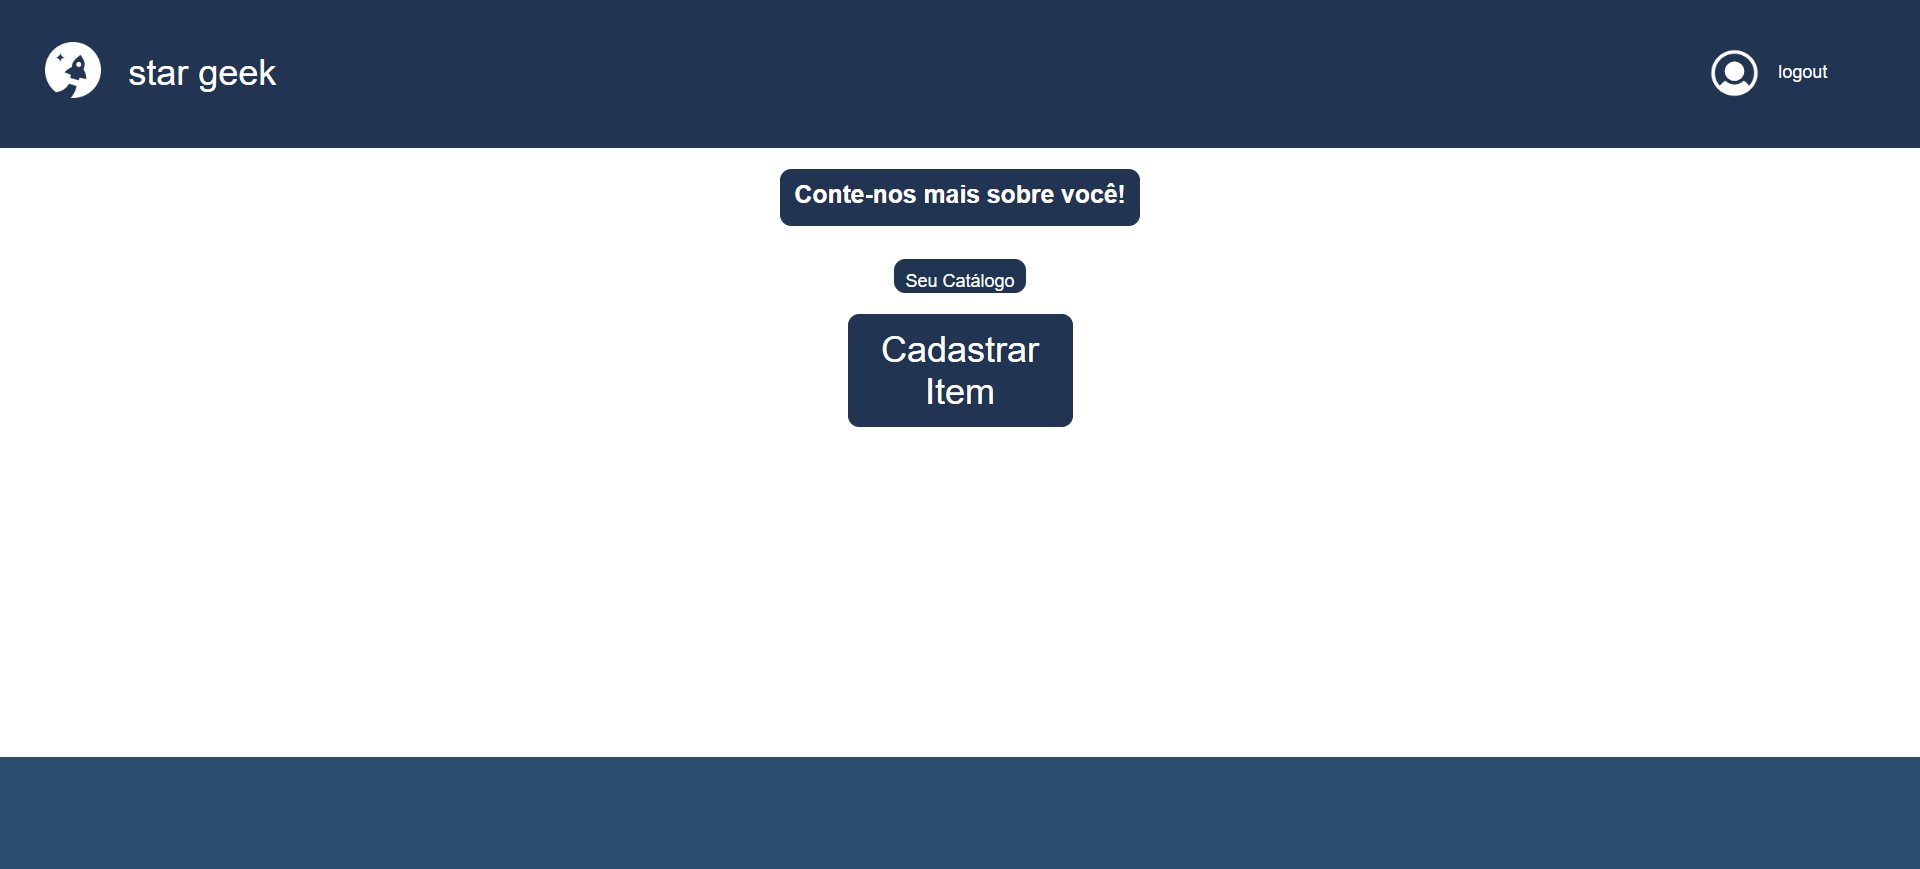 star geek
logout
Conte-nos mais sobre você!
Seu Catálogo
Cadastrar
Item